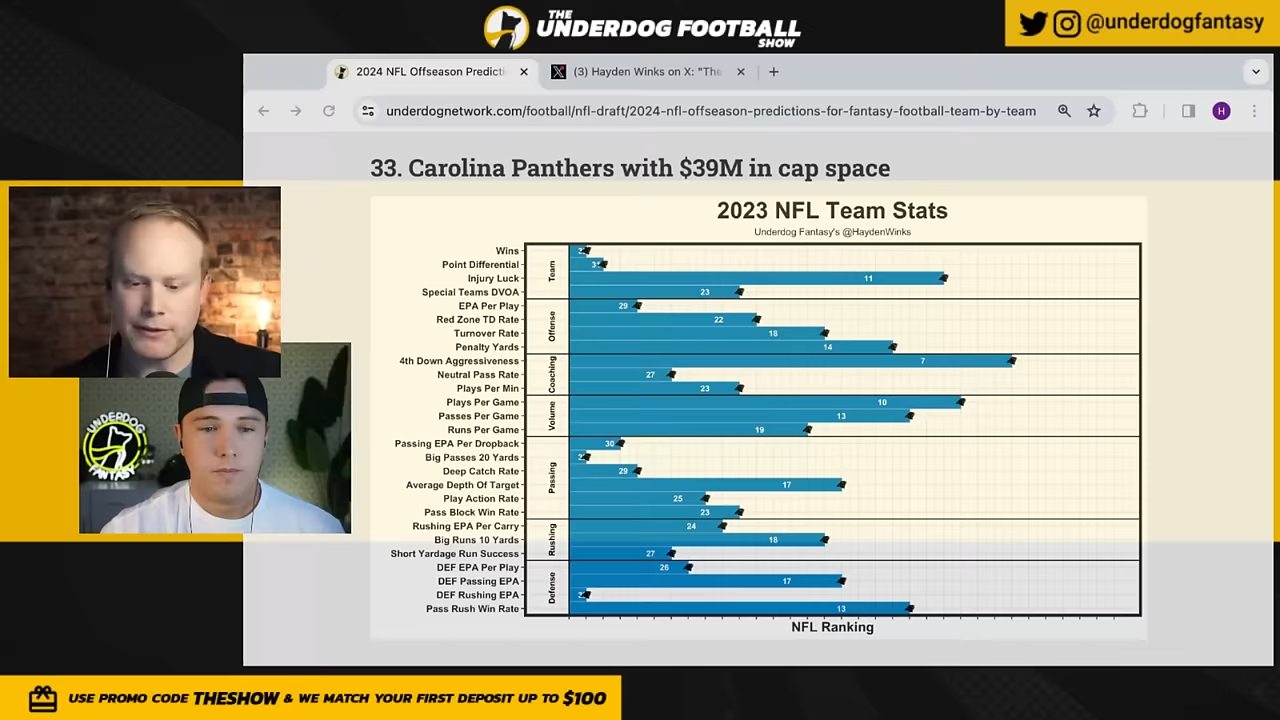 THE
UNDERDOG FOOTBALL
SHOW
@underdogfantasy
2024 NFL Offseason Predicti
(3) Hayden Winks on X: "The
underdognetwork.com/football/nfl-draft/2024-nfl-offseason-predictions-for-fantasy-football-team-by-team
H
33. Carolina Panthers with $39M in cap space
2023 NFL Team Stats
Underdog Fantasy's @HaydenWinks
Team
Wins
Point Differential
Injury Luck 11
Special Teams DVOA 23
Offense
EPA Per Play 29
Red Zone TD Rate 22
Turnover Rate 18
Penalty Yards 14
Coaching
4th Down Aggressiveness 7
Neutral Pass Rate 27
Plays Per Min 23
Volume
Plays Per Game 10
Passes Per Game 13
Runs Per Game 19
Passing
Passing EPA Per Dropback 30
Big Passes 20 Yards
Deep Catch Rate 29
Average Depth Of Target 17
Play Action Rate 25
Pass Block Win Rate 23
Rushing
Rushing EPA Per Carry 24
Big Runs 10 Yards 18
Short Yardage Run Success 27
Defense
DEF EPA Per Play 26
DEF Passing EPA 17
DEF Rushing EPA
Pass Rush Win Rate 13
NFL Ranking
UNDERDOG
FANTASY
USE PROMO CODE THESHOW & WE MATCH YOUR FIRST DEPOSIT UP TO $100